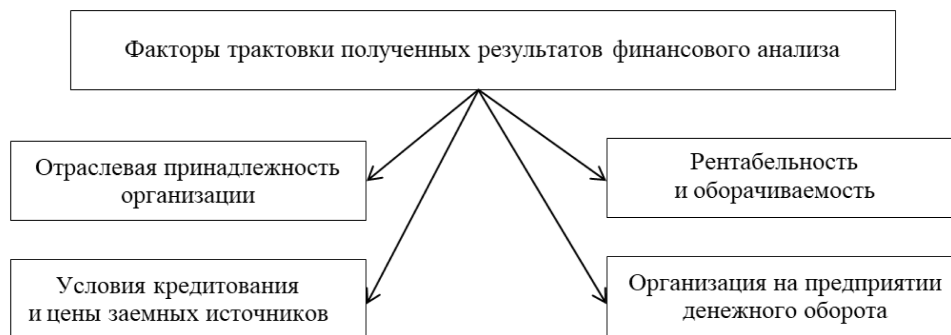 Факторы трактовки полученных результатов финансового анализа
Отраслевая принадлежность
организации
Рентабельность
и оборачиваемость
Условия кредитования
и цены заемных источников
Организация на предприятии
денежного оборота